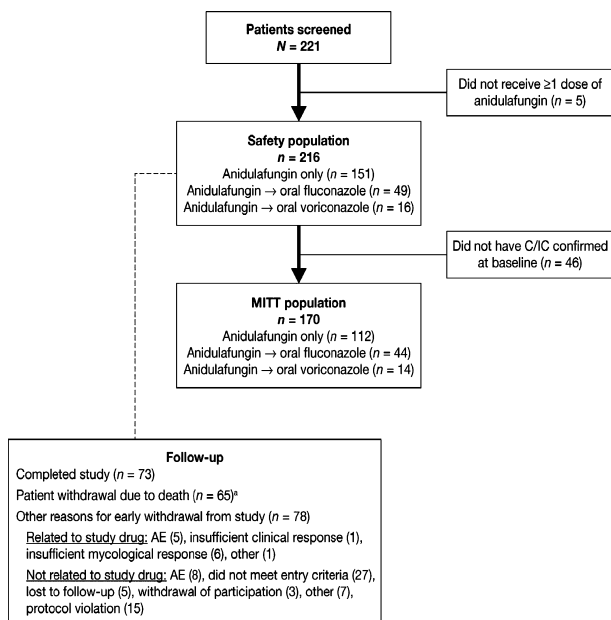 Patients screened
N = 221
Did not receive ≥1 dose of
anidulafungin (n = 5)
Safety population
n = 216
Anidulafungin only (n = 151)
Anidulafungin → oral fluconazole (n = 49)
Anidulafungin → oral voriconazole (n = 16)
Did not have C/IC confirmed
at baseline (n = 46)
MITT population
n = 170
Anidulafungin only (n = 112)
Anidulafungin → oral fluconazole (n = 44)
Anidulafungin → oral voriconazole (n = 14)
Follow-up
Completed study (n = 73)
Patient withdrawal due to death (n = 65)ᵃ
Other reasons for early withdrawal from study (n = 78)
Related to study drug: AE (5), insufficient clinical response (1),
insufficient mycological response (6), other (1)
Not related to study drug: AE (8), did not meet entry criteria (27),
lost to follow-up (5), withdrawal of participation (3), other (7),
protocol violation (15)